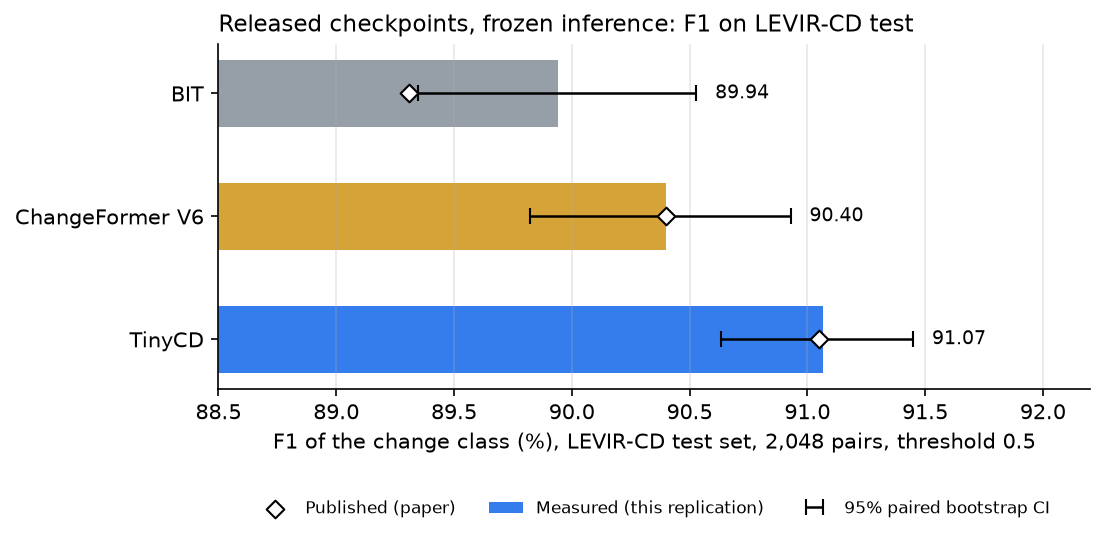 Released checkpoints, frozen inference: F1 on LEVIR-CD test
BIT
89.94
ChangeFormer V6
90.40
TinyCD
91.07
88.5 89.0 89.5 90.0 90.5 91.0 91.5 92.0
F1 of the change class (%), LEVIR-CD test set, 2,048 pairs, threshold 0.5
Published (paper) Measured (this replication) 95% paired bootstrap CI